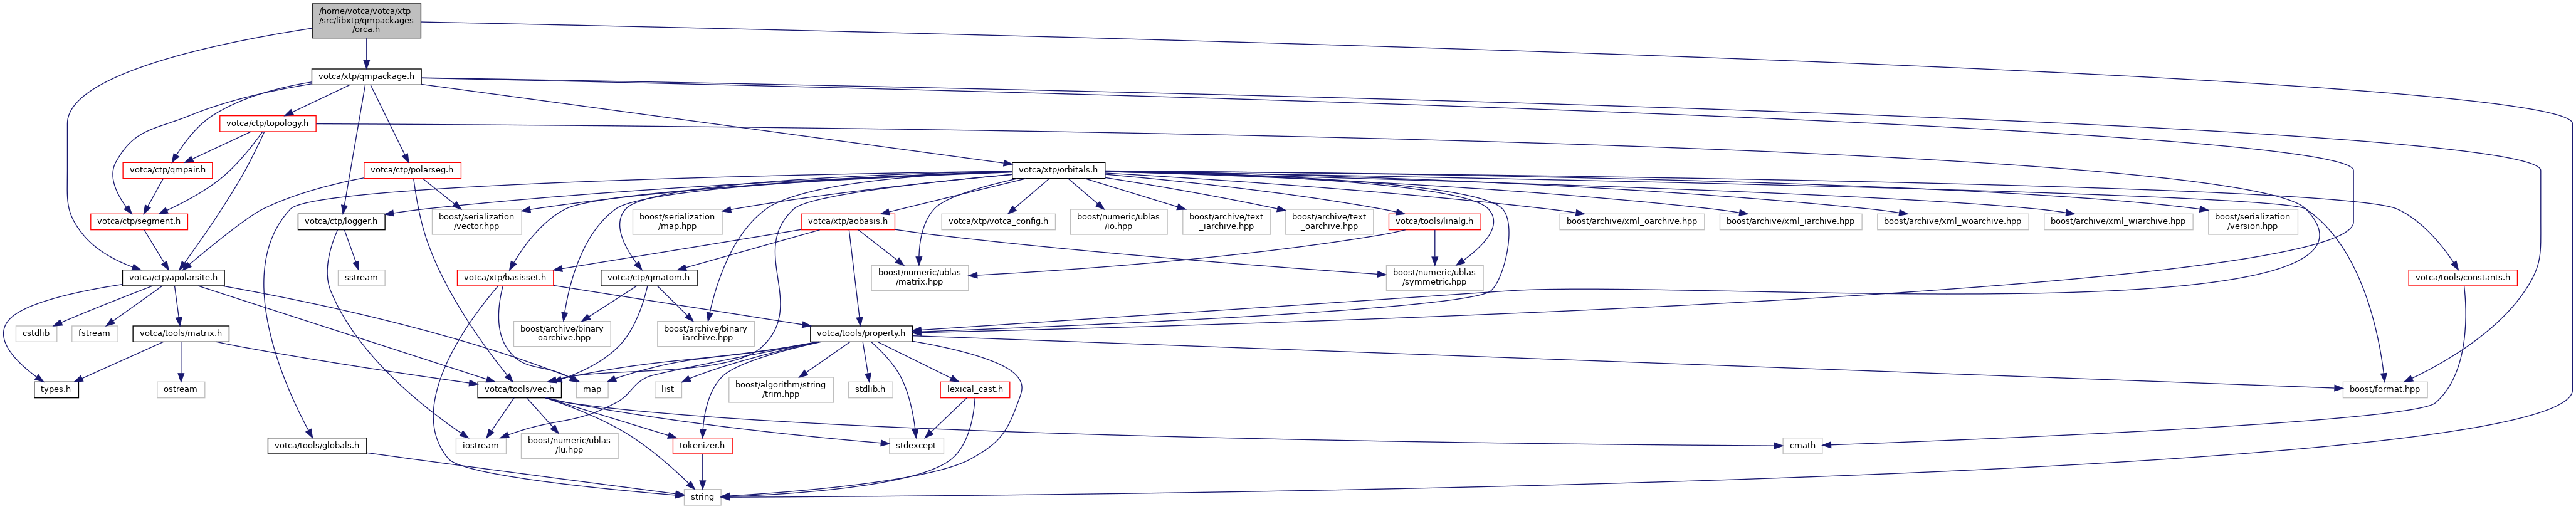 /home/votca/votca/xtp
/src/libxtp/qmpackages
/orca.h
votca/xtp/qmpackage.h
votca/ctp/topology.h
votca/ctp/qmpair.h
votca/ctp/polarseg.h
votca/xtp/orbitals.h
votca/ctp/segment.h
votca/ctp/logger.h
boost/serialization
/vector.hpp
boost/serialization
/map.hpp
votca/xtp/aobasis.h
votca/xtp/votca_config.h
boost/numeric/ublas
/io.hpp
boost/archive/text
_iarchive.hpp
boost/archive/text
_oarchive.hpp
votca/tools/linalg.h
boost/archive/xml_oarchive.hpp
boost/archive/xml_iarchive.hpp
boost/archive/xml_woarchive.hpp
boost/archive/xml_wiarchive.hpp
boost/serialization
/version.hpp
votca/ctp/apolarsite.h
sstream
votca/xtp/basisset.h
votca/ctp/qmatom.h
boost/numeric/ublas
/matrix.hpp
boost/numeric/ublas
/symmetric.hpp
votca/tools/constants.h
cstdlib
fstream
votca/tools/matrix.h
boost/archive/binary
_oarchive.hpp
boost/archive/binary
_iarchive.hpp
votca/tools/property.h
types.h
ostream
votca/tools/vec.h
map
list
boost/algorithm/string
/trim.hpp
stdlib.h
lexical_cast.h
boost/format.hpp
votca/tools/globals.h
iostream
boost/numeric/ublas
/lu.hpp
tokenizer.h
stdexcept
cmath
string